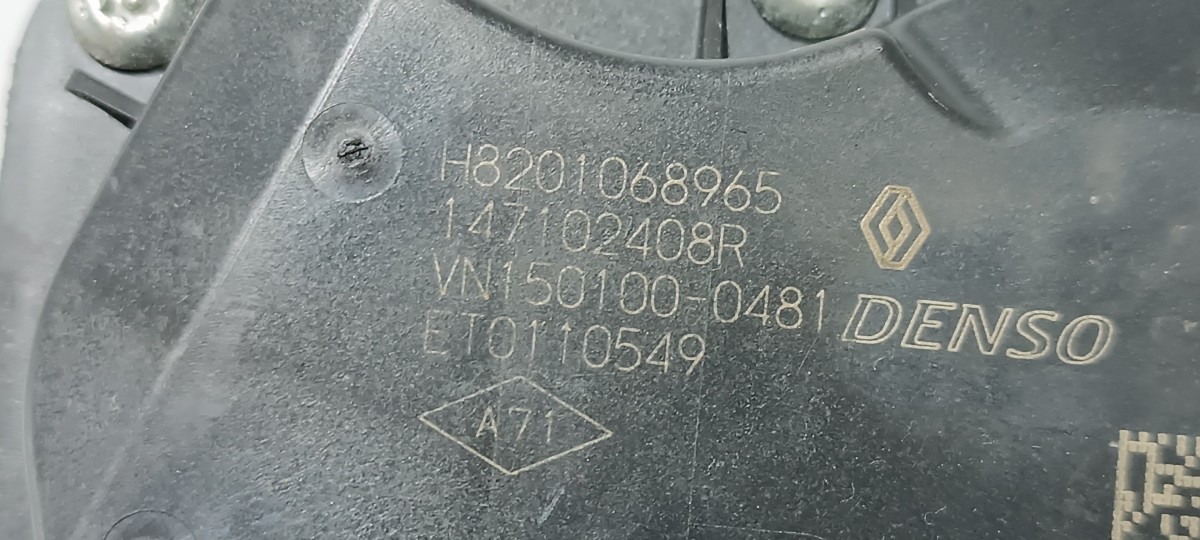 H8201068965
147102408R
VN150100-0481
DENSO
ET0110549
A71